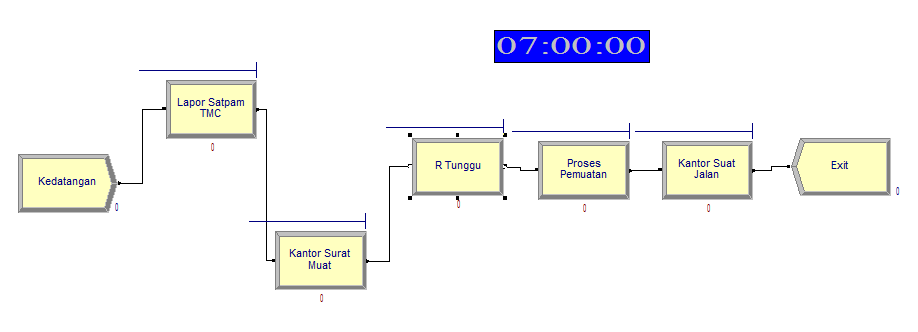 07:00:00
Lapor Satpam
TMC
0
Kedatangan
0
Kantor Surat
Muat
0
R Tunggu
0
Proses
Pemuatan
0
Kantor Suat
Jalan
0
Exit
0